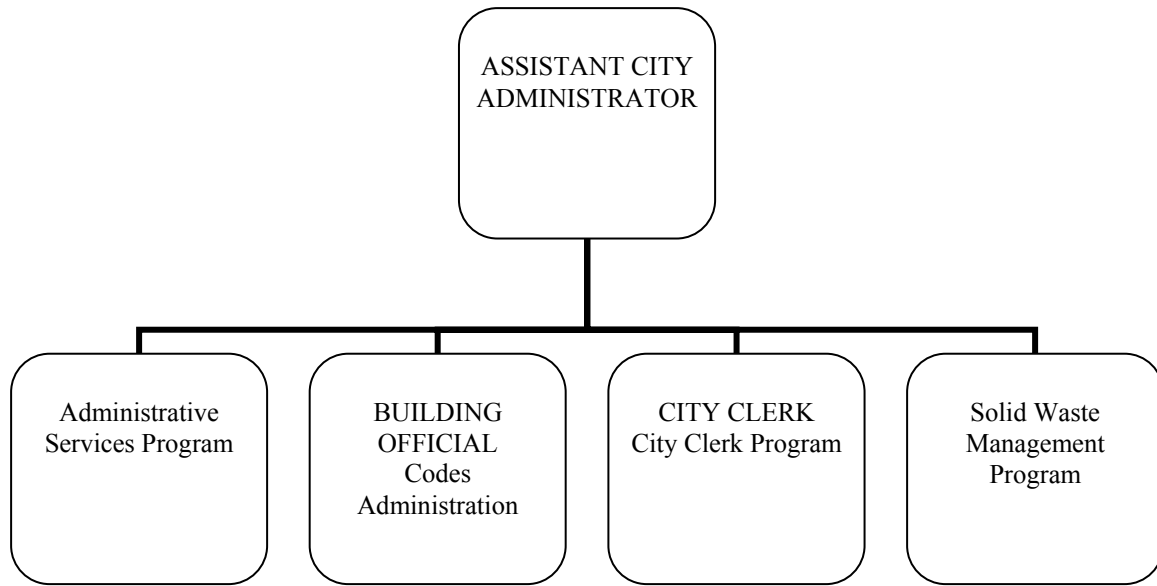 ASSISTANT CITY
ADMINISTRATOR
Administrative
Services Program
BUILDING
OFFICIAL
Codes
Administration
CITY CLERK
City Clerk Program
Solid Waste
Management
Program